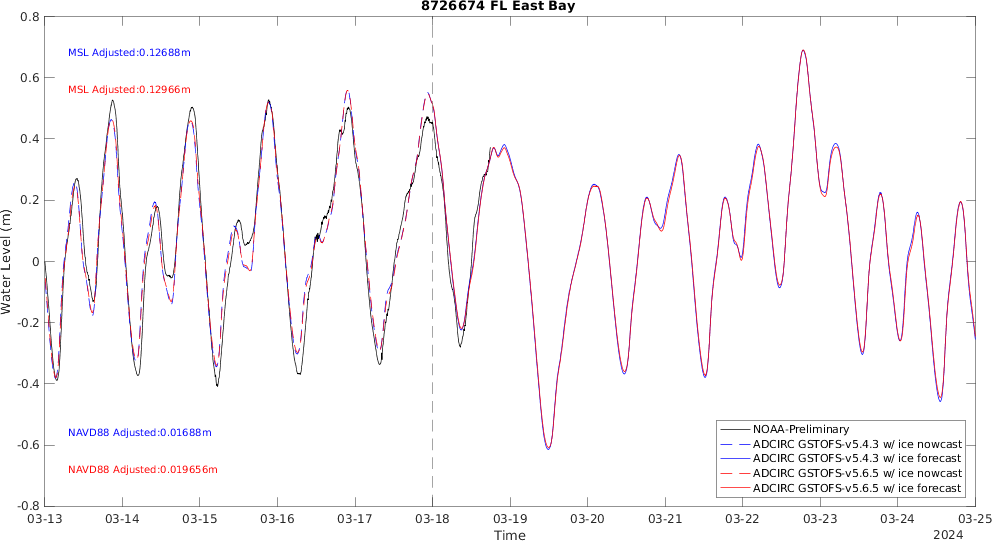 8726674 FL East Bay
Water Level (m)
0.8
0.6
0.4
0.2
0
-0.2
-0.4
-0.6
-0.8
MSL Adjusted:0.12688m
MSL Adjusted:0.12966m
NAVD88 Adjusted:0.01688m
NAVD88 Adjusted:0.019656m
NOAA-Preliminary
ADCIRC GSTOFS-v5.4.3 w/ ice nowcast
ADCIRC GSTOFS-v5.4.3 w/ ice forecast
ADCIRC GSTOFS-v5.6.5 w/ ice nowcast
ADCIRC GSTOFS-v5.6.5 w/ ice forecast
03-13 03-14 03-15 03-16 03-17 03-18 03-19 03-20 03-21 03-22 03-23 03-24 03-25
Time
2024